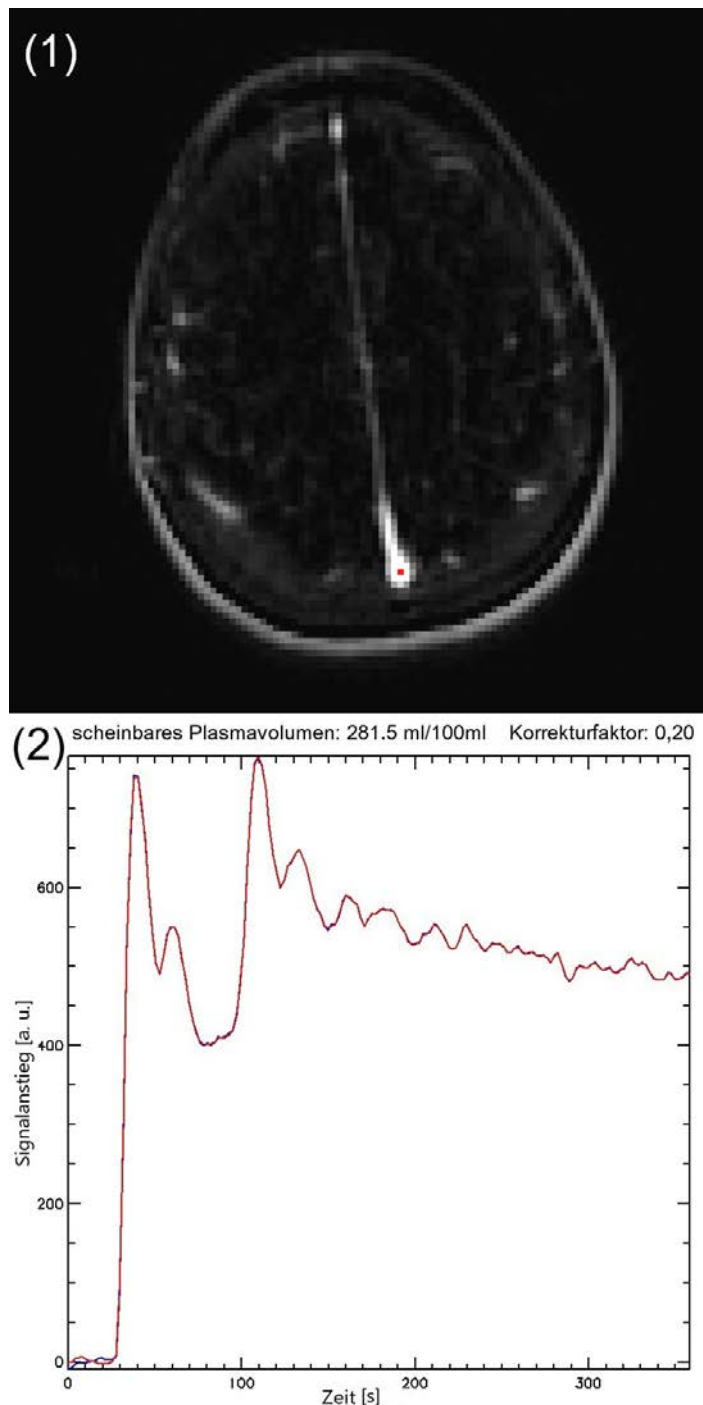 (1)
(2) scheinbares Plasmavolumen: 281.5 ml/100ml Korrekturfaktor: 0,20
Signalanstieg [a. u.]
600
400
200
0
0 100 200 300
Zeit [s]